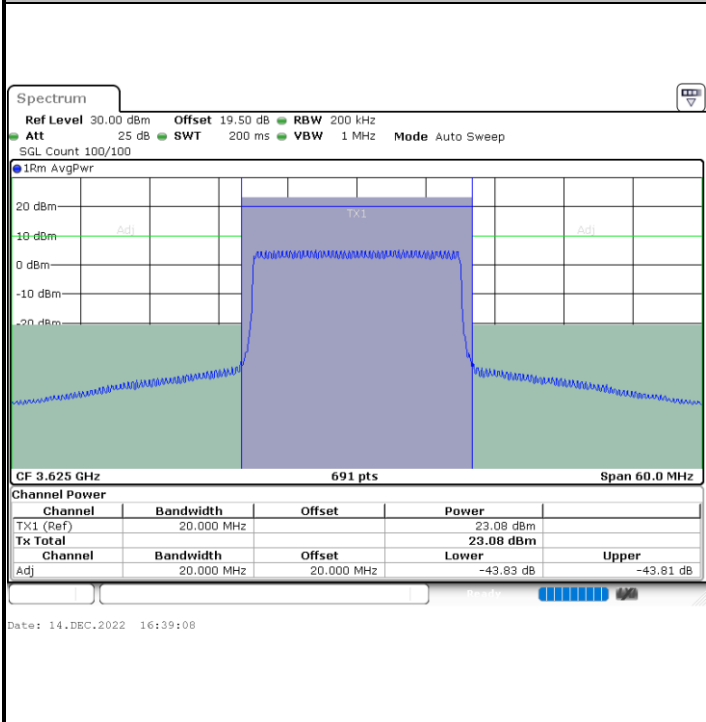 Spectrum
Ref Level 30.00 dBm Offset 19.50 dB RBW 200 kHz
Att 25 dB SWT 200 ms VBW 1 MHz Mode Auto Sweep
SGL Count 100/100
1Rm AvgPwr
20 dBm
TX1
10 dBm Adj Adj
0 dBm
-10 dBm
-20 dBm
CF 3.625 GHz 691 pts Span 60.0 MHz
Channel Power
Channel Bandwidth Offset Power
TX1 (Ref) 20.000 MHz 23.08 dBm
Tx Total 23.08 dBm
Channel Bandwidth Offset Lower Upper
Adj 20.000 MHz 20.000 MHz -43.83 dB -43.81 dB
Ready
Date: 14.DEC.2022 16:39:08